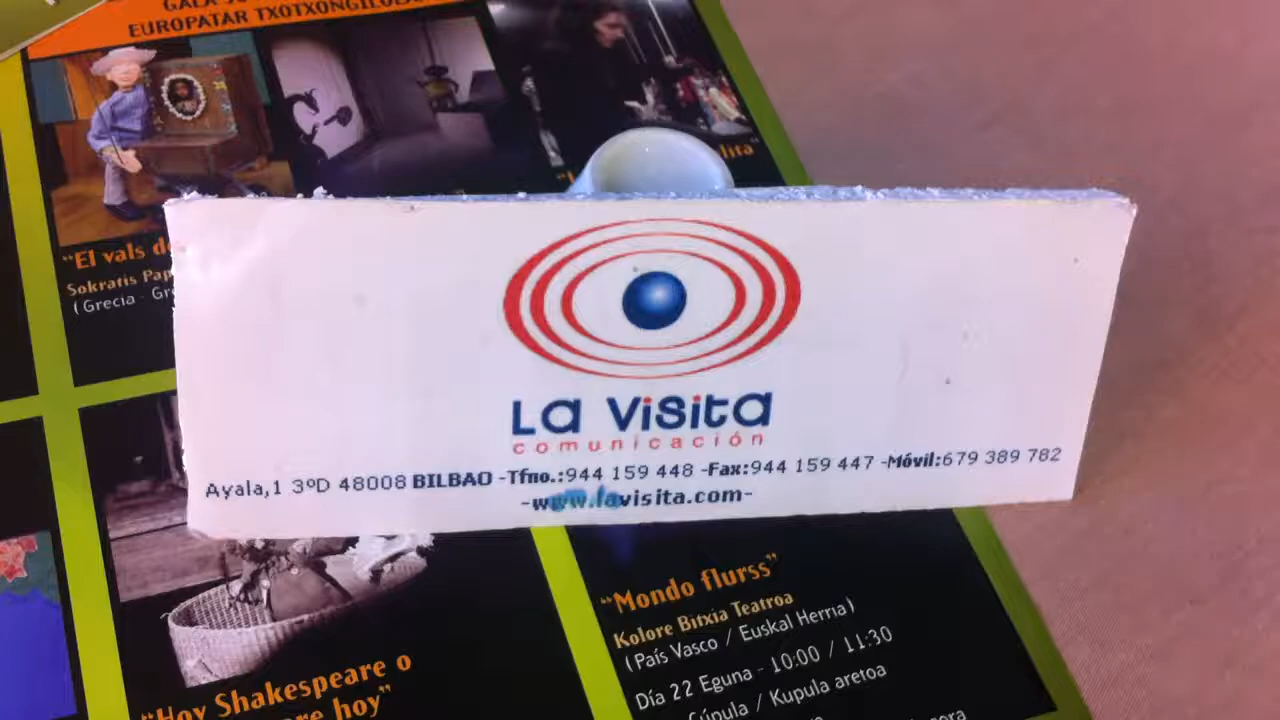 EUROPATAR
lita"
"El vals
Sokratis
(Grecia
La Visita
comunicación
Ayala,1 3ºD 48008 BILBAO -Tfno.:944 159 448 -Fax:944 159 447 -Móvil:679 389 782
-www.lavisita.com-
"Mondo flurss"
Kolore Bitxia Teatroa
(País Vasco / Euskal Herria)
Día 22 Eguna - 10:00 / 11:30
Cúpula / Kupula aretoa
"Hoy Shakespeare o
hoy"